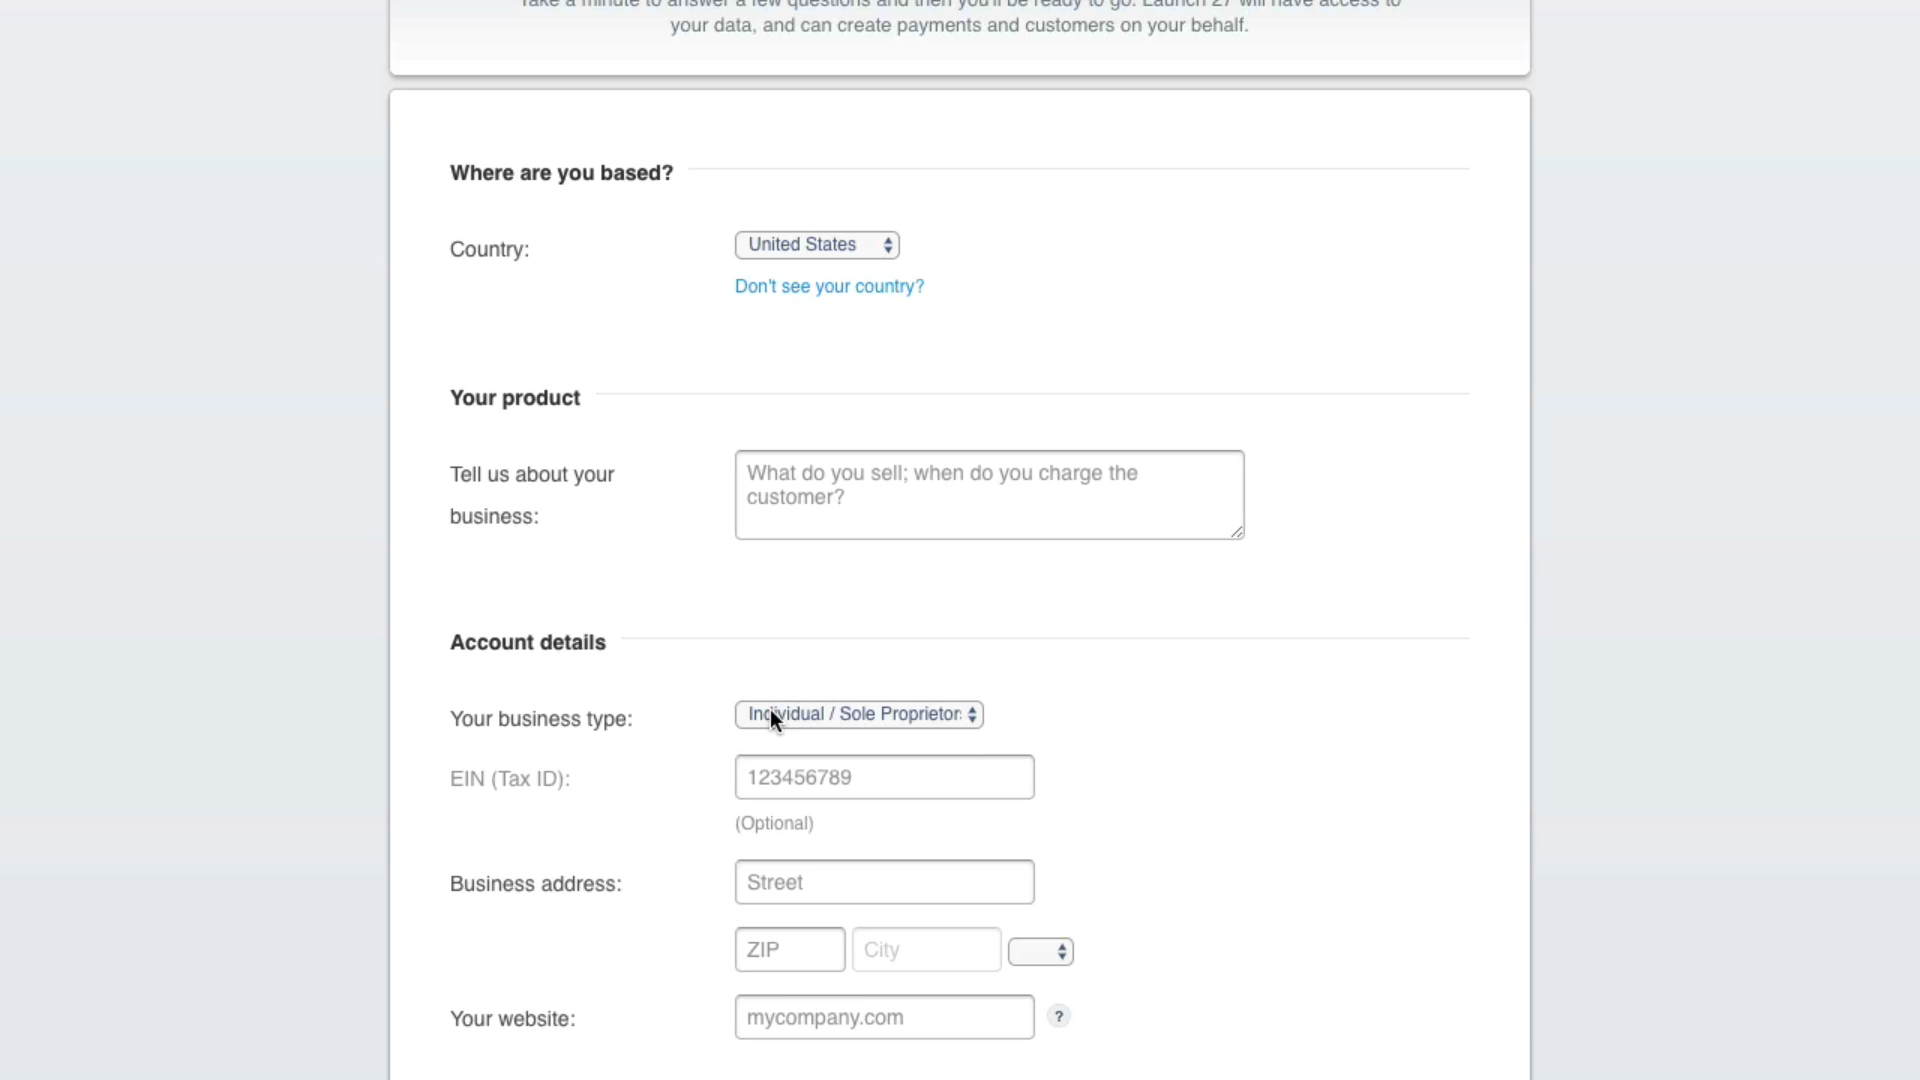 Take a minute to answer a few questions and then you'll be ready to go. Launch 27 will have access to
your data, and can create payments and customers on your behalf.
Where are you based?
Country: United States
Don't see your country?
Your product
Tell us about your
business:
What do you sell; when do you charge the
customer?
Account details
Your business type: Individual / Sole Proprietor
EIN (Tax ID): 123456789
(Optional)
Business address: Street
ZIP City
Your website: mycompany.com ?